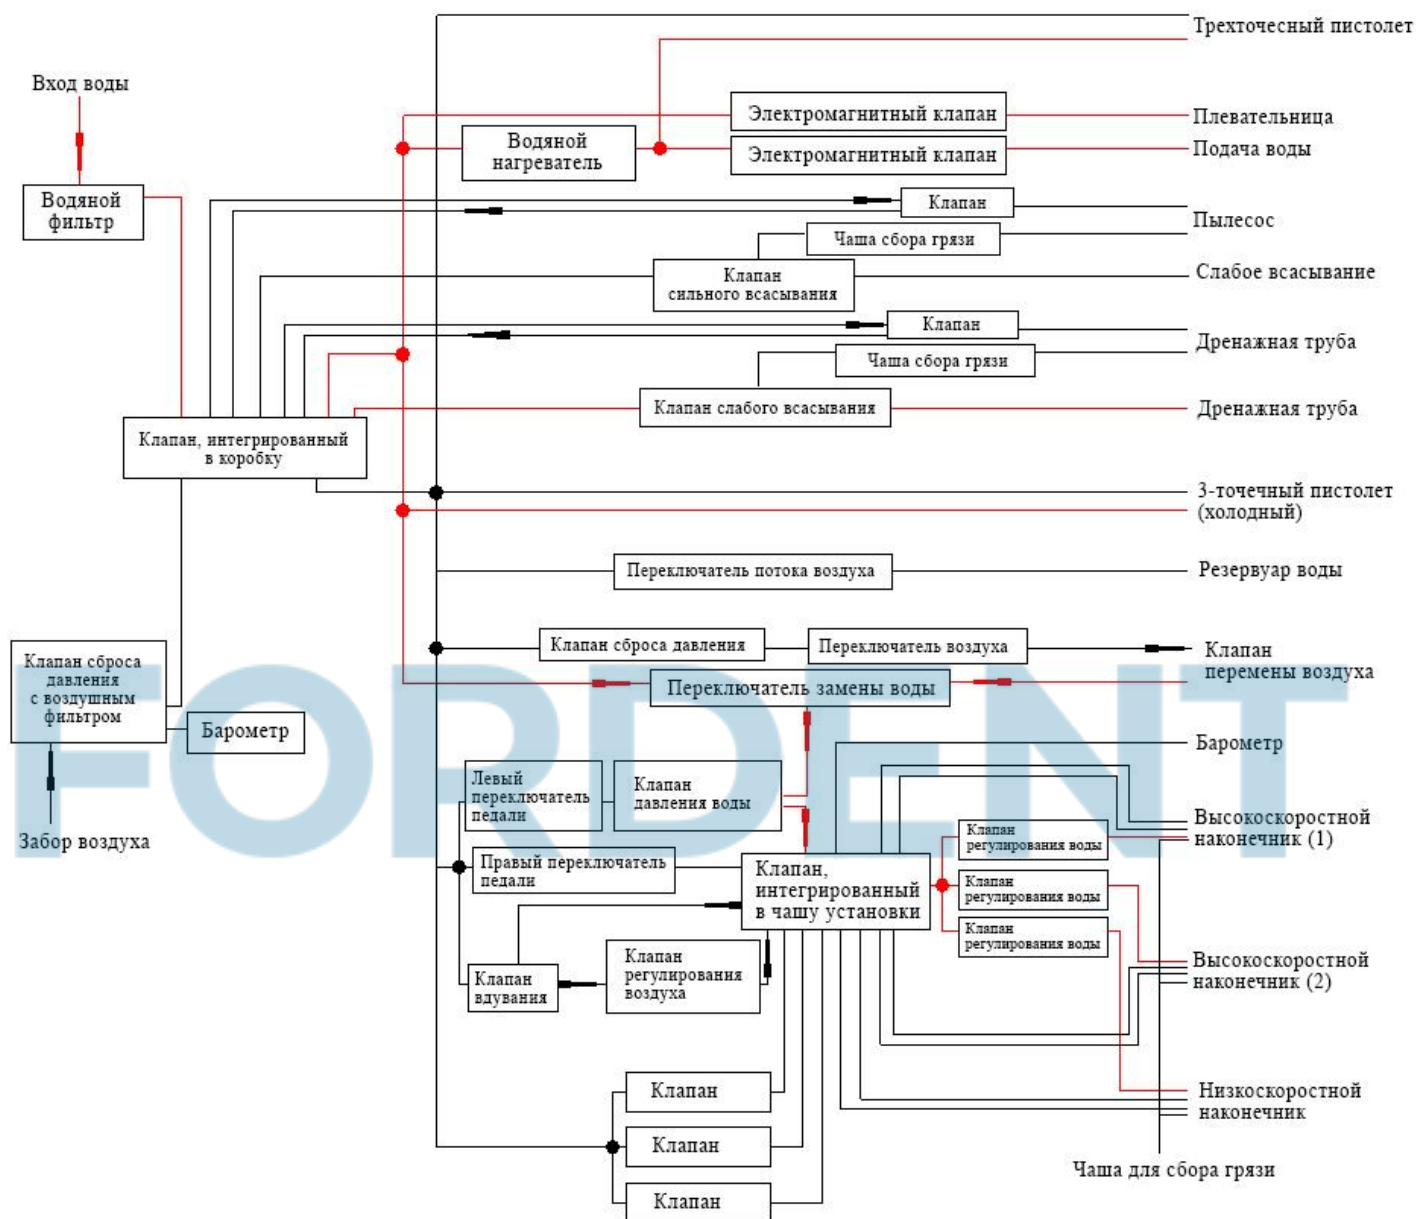 Трехточесный пистолет
Вход воды
Электромагнитный клапан
Плевательница
Водяной
нагреватель
Электромагнитный клапан
Подача воды
Водяной
фильтр
Клапан
Пылесос
Чаша сбора грязи
Клапан
сильного всасывания
Слабое всасывание
Клапан
Дренажная труба
Чаша сбора грязи
Клапан слабого всасывания
Дренажная труба
Клапан, интегрированный
в коробку
3-точечный пистолет
(холодный)
Переключатель потока воздуха
Резервуар воды
Клапан сброса давления
Переключатель воздуха
Клапан
перемены воздуха
Клапан сброса
давления
с воздушным
фильтром
Переключатель замены воды
Барометр
Барометр
Левый
переключатель
педали
Клапан
давления воды
Забор воздуха
Высокоскоростной
наконечник (1)
Клапан
регулирования воды
Правый переключатель
педали
Клапан,
интегрированный
в чашу установки
Клапан
регулирования воды
Клапан
регулирования воды
Клапан
вдувания
Клапан
регулирования
воздуха
Высокоскоростной
наконечник (2)
Клапан
Клапан
Клапан
Низкоскоростной
наконечник
Чаша для сбора грязи
FORDENT